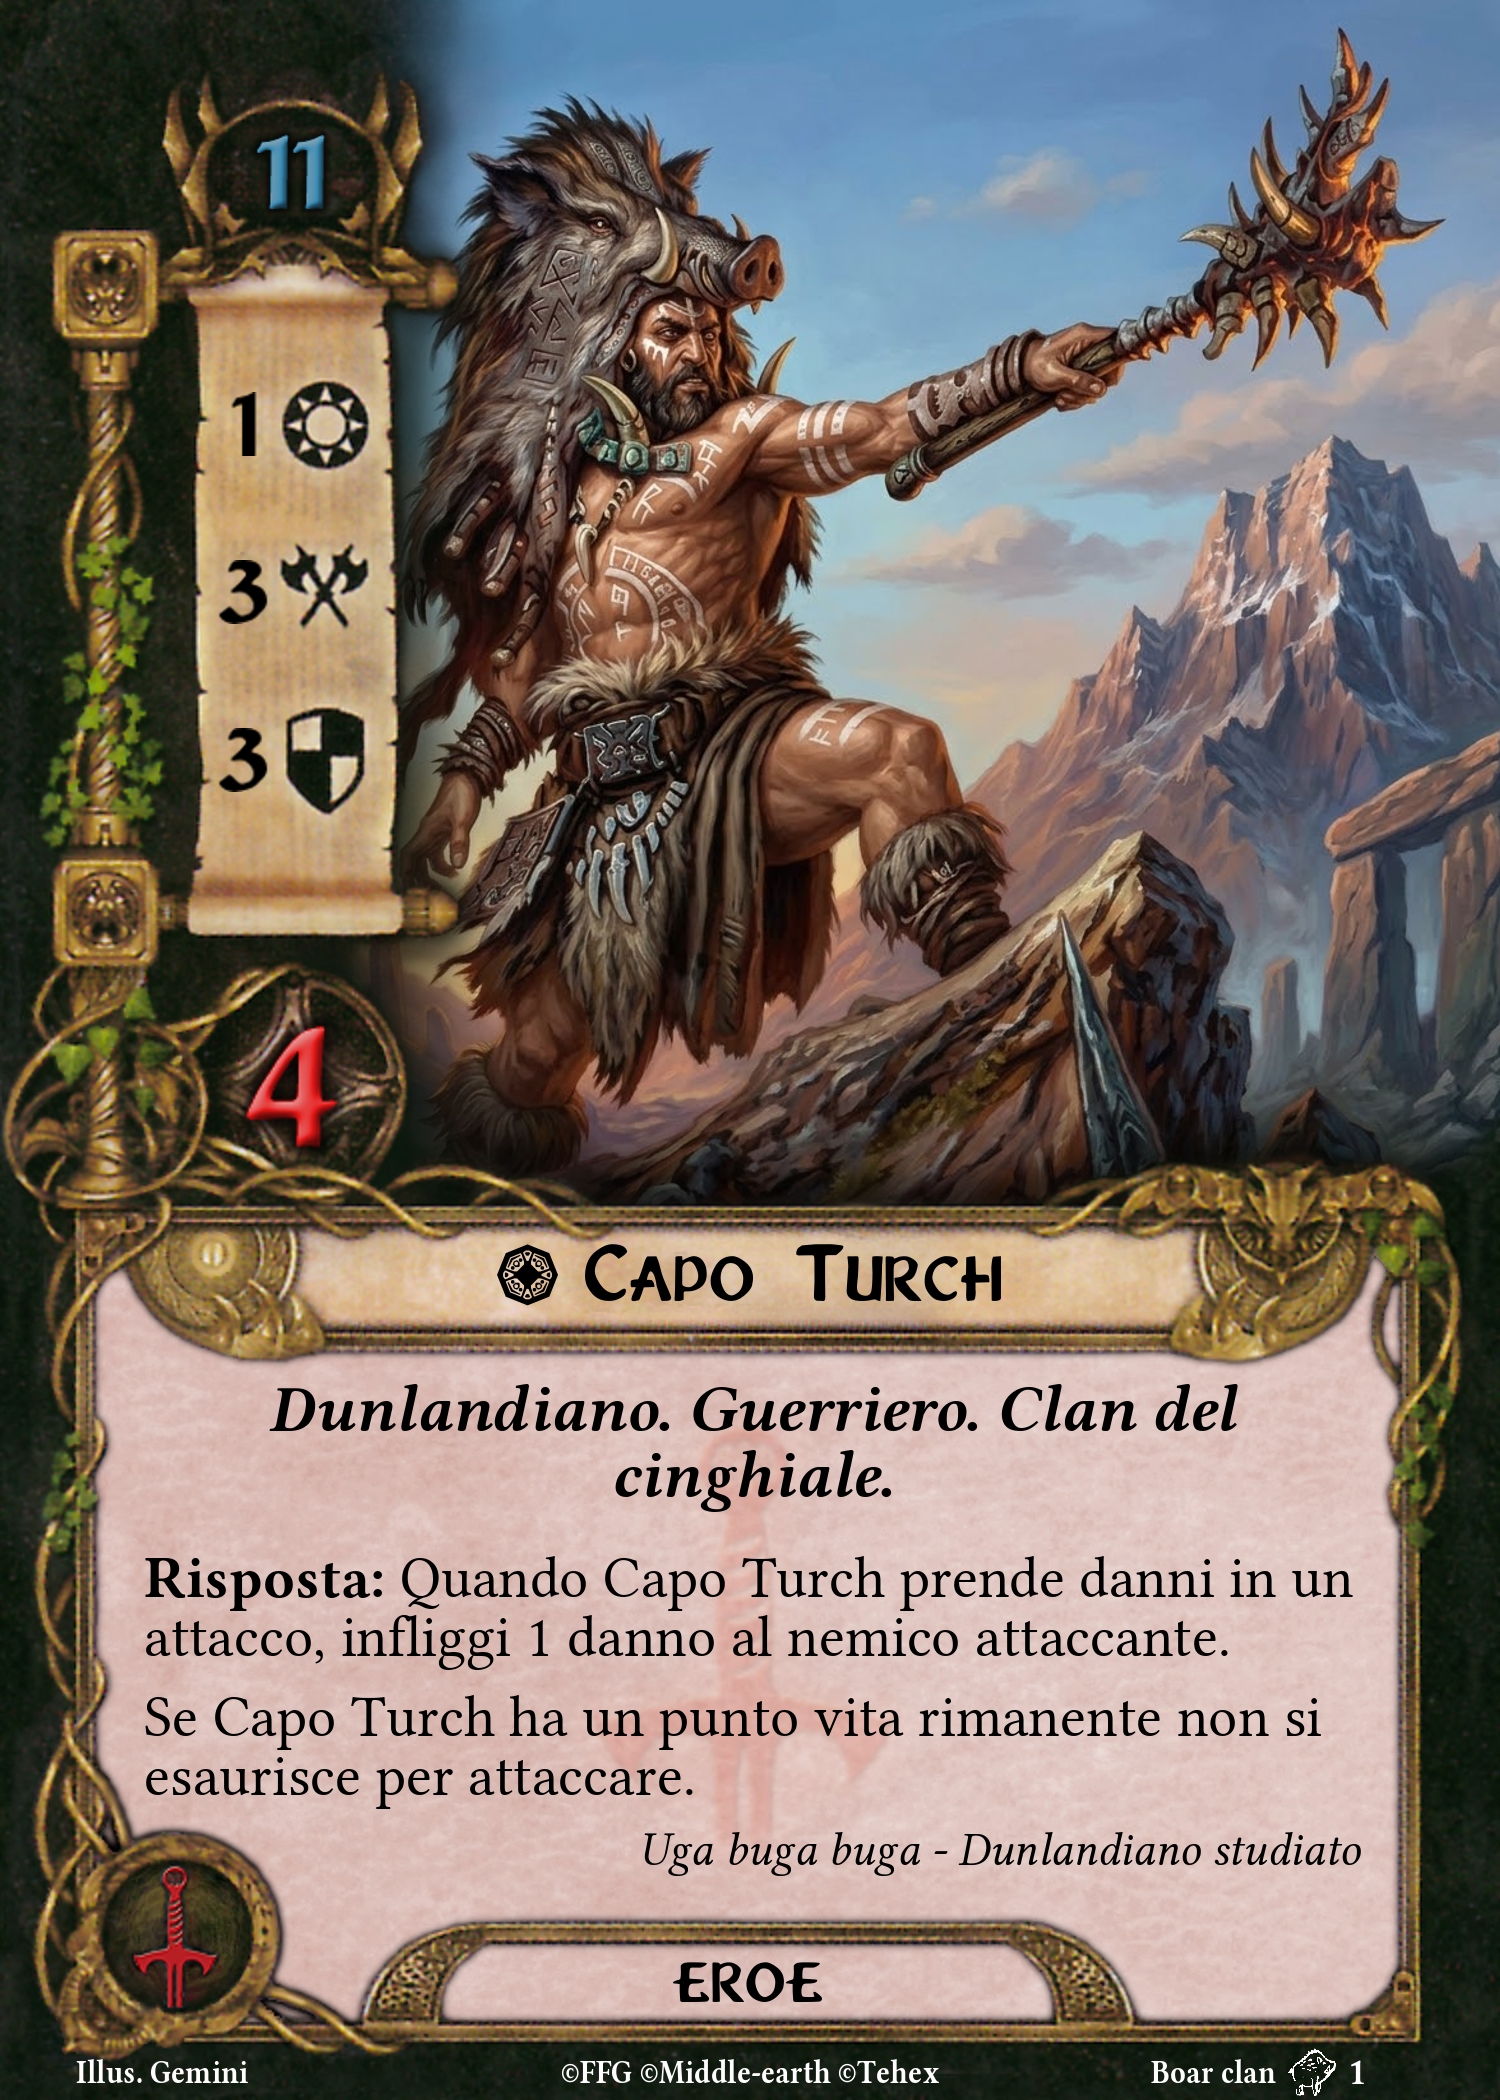 11
1
3
3
4
Capo Turch
Dunlandiano. Guerriero. Clan del
cinghiale.
Risposta: Quando Capo Turch prende danni in un
attacco, infliggi 1 danno al nemico attaccante.
Se Capo Turch ha un punto vita rimanente non si
esaurisce per attaccare.
Uga buga buga - Dunlandiano studiato
EROE
Illus. Gemini ©FFG ©Middle-earth ©Tehex Boar clan 1